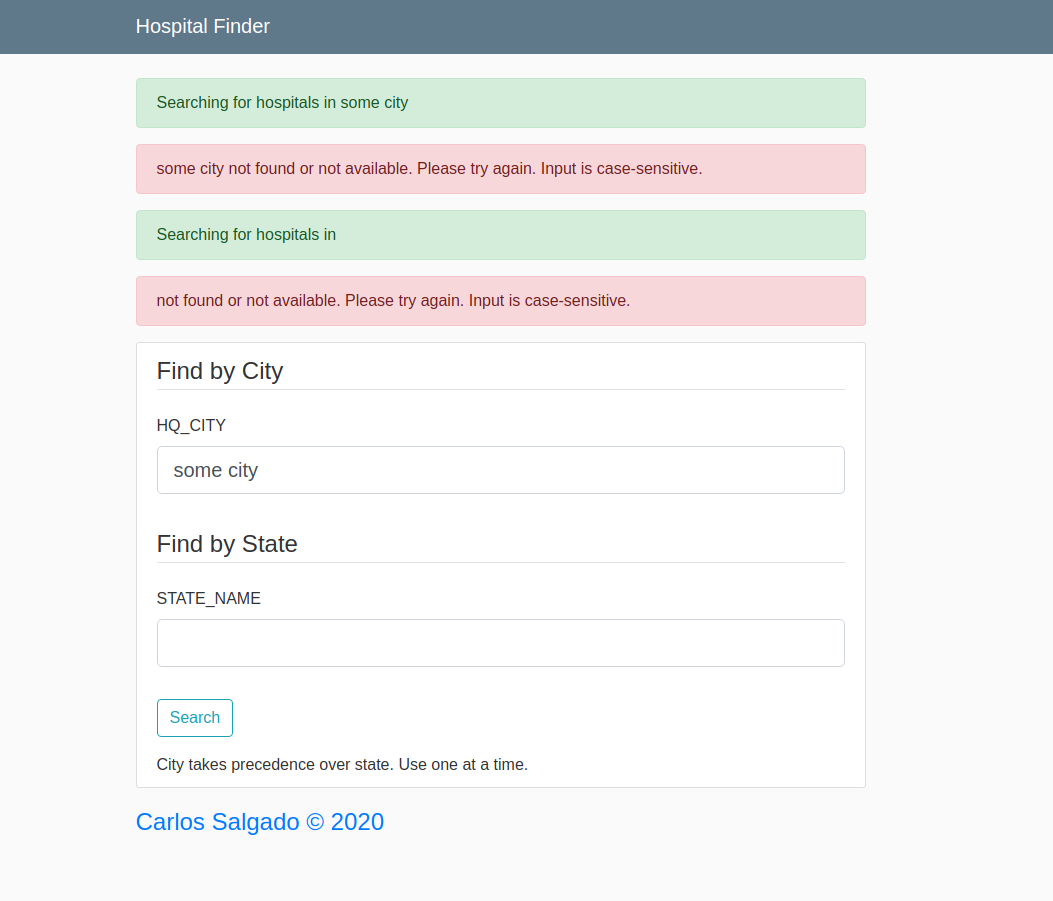 Hospital Finder
Searching for hospitals in some city
some city not found or not available. Please try again. Input is case-sensitive.
Searching for hospitals in
not found or not available. Please try again. Input is case-sensitive.
Find by City
HQ_CITY
some city
Find by State
STATE_NAME
Search
City takes precedence over state. Use one at a time.
Carlos Salgado © 2020